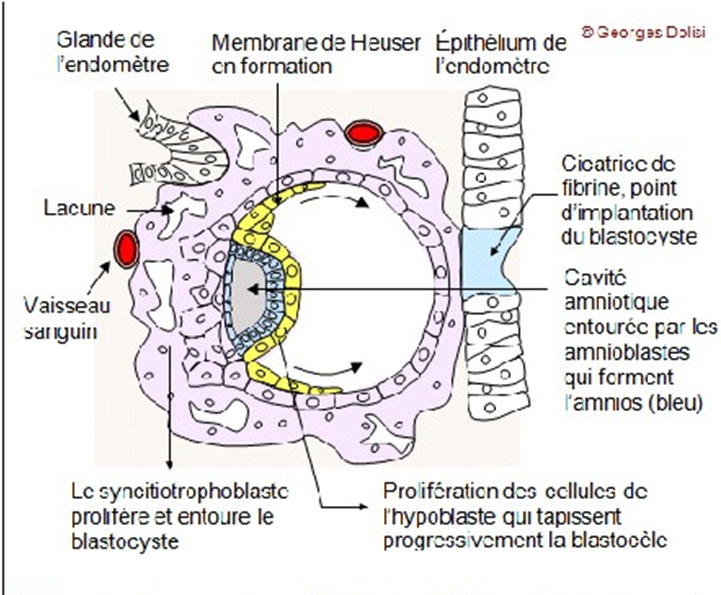 © Georges Dolisi
Glande de
l'endomètre
Membrane de Heuser
en formation
Épithélium de
l'endomètre
Cicatrice de
fibrine, point
d'implantation
du blastocyste
Lacune
Vaisseau
sanguin
Cavité
amniotique
entourée par les
amnioblastes
qui forment
l'amnios (bleu)
Le syncitiotrophoblaste
prolifère et entoure le
blastocyste
Prolifération des cellules de
l'hypoblaste qui tapissent
progressivement la blastocèle